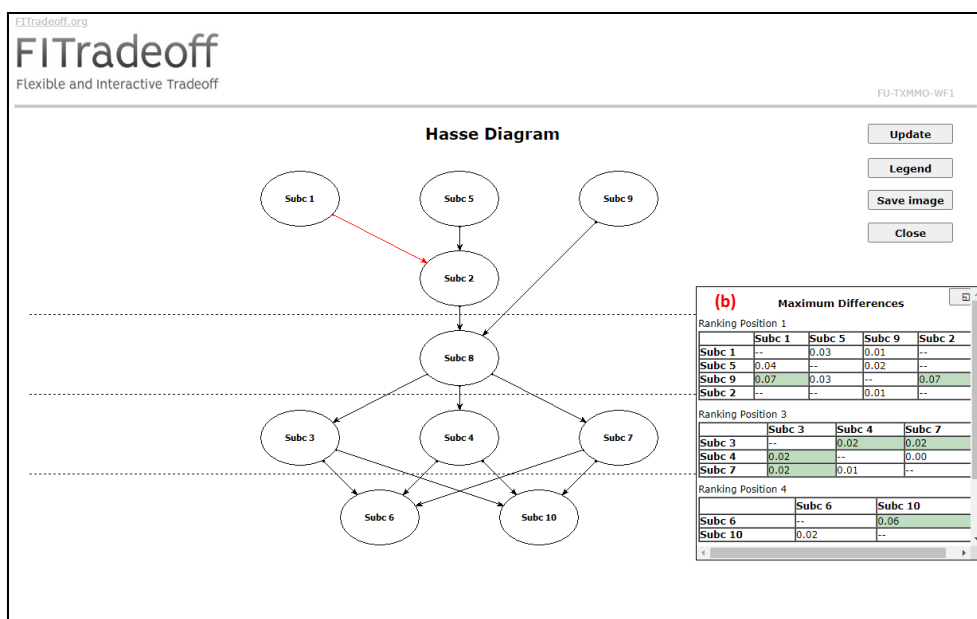 FITradeoff.org
FITradeoff
Flexible and Interactive Tradeoff
FU-TXMMO-WF1
Hasse Diagram
Update
Legend
Save image
Close
Subc 1
Subc 5
Subc 9
Subc 2
Subc 8
Subc 3
Subc 4
Subc 7
Subc 6
Subc 10
(b) Maximum Differences
Ranking Position 1
Subc 1 Subc 5 Subc 9 Subc 2
Subc 1 -- 0.03 0.01 --
Subc 5 0.04 -- 0.02 --
Subc 9 0.07 0.03 -- 0.07
Subc 2 -- -- 0.01 --
Ranking Position 3
Subc 3 Subc 4 Subc 7
Subc 3 -- 0.02 0.02
Subc 4 0.02 -- 0.00
Subc 7 0.02 0.01 --
Ranking Position 4
Subc 6 Subc 10
Subc 6 -- 0.06
Subc 10 0.02 --